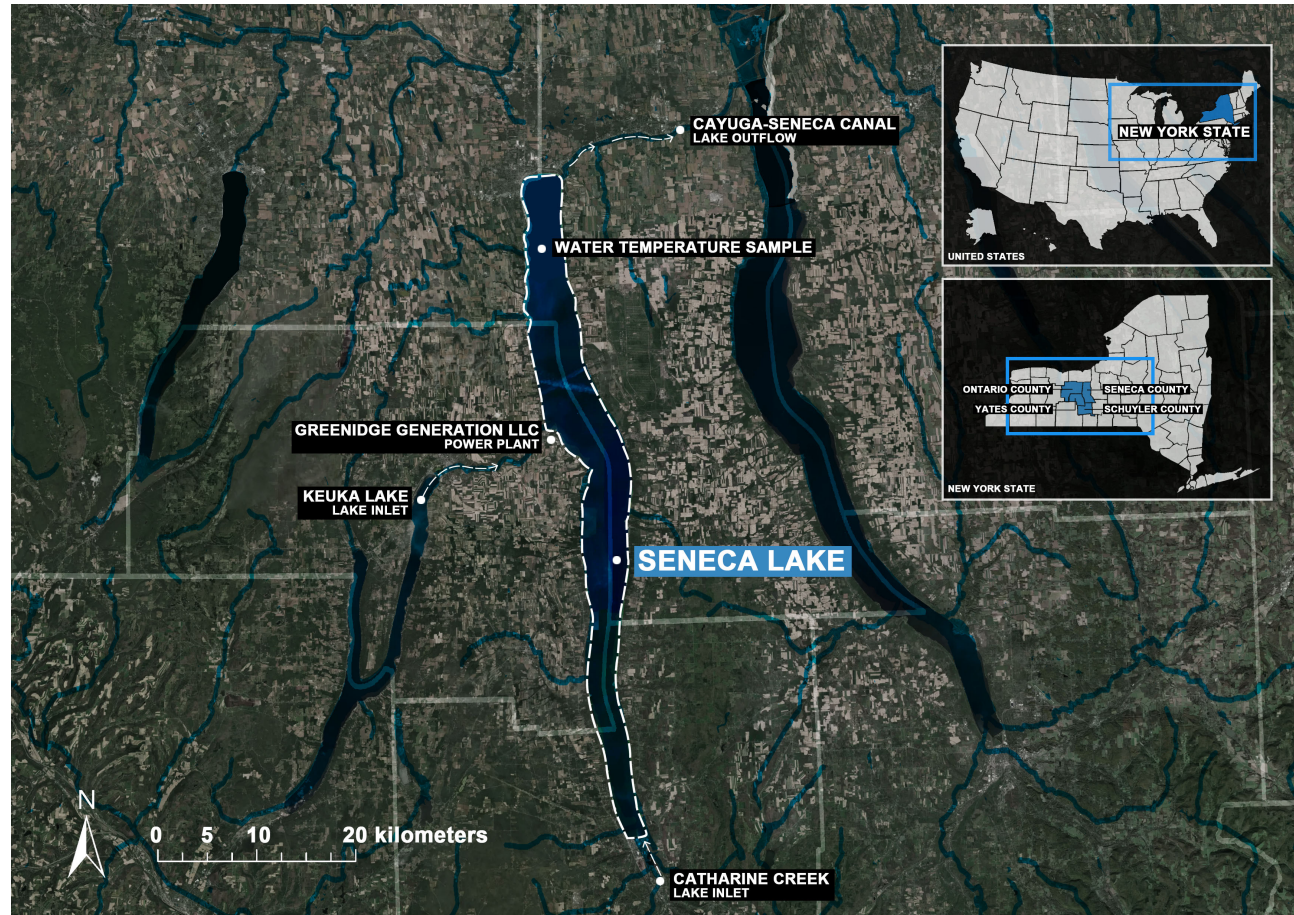 CAYUGA-SENECA CANAL
LAKE OUTFLOW
WATER TEMPERATURE SAMPLE
GREENIDGE GENERATION LLC
POWER PLANT
KEUKA LAKE
LAKE INLET
SENECA LAKE
CATHARINE CREEK
LAKE INLET
N
0 5 10 20 kilometers
NEW YORK STATE
UNITED STATES
ONTARIO COUNTY
SENECA COUNTY
YATES COUNTY
SCHUYLER COUNTY
NEW YORK STATE